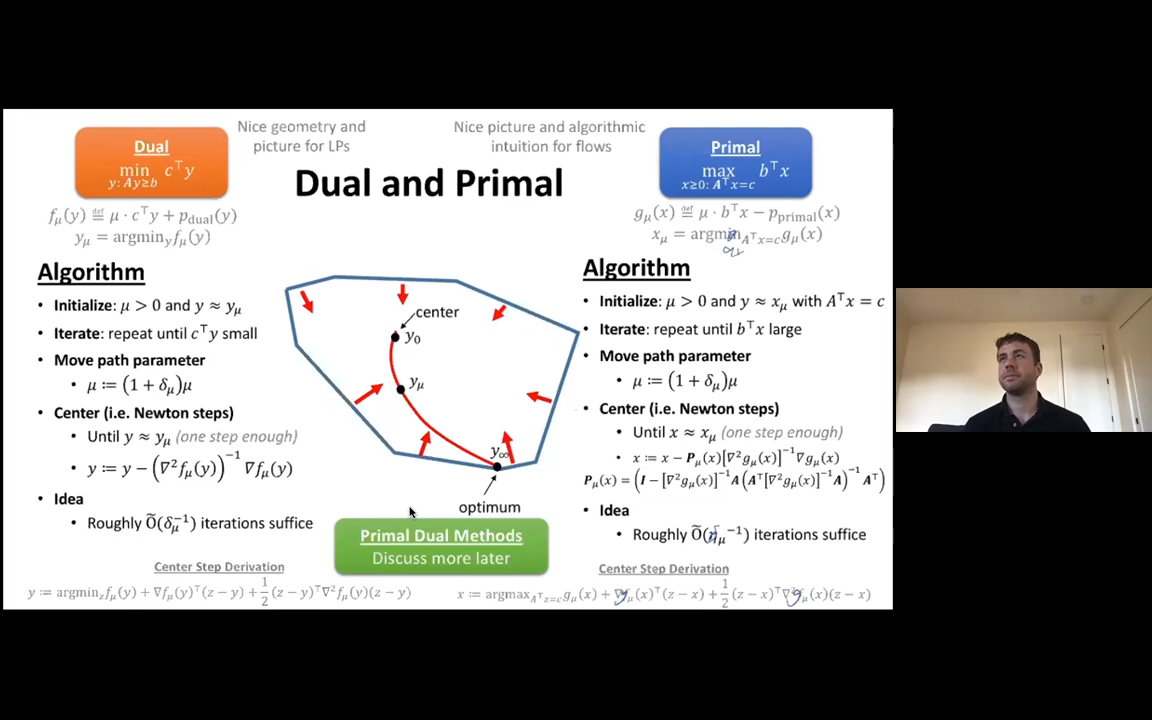 Dual and Primal
Dual
min c⊤y
y: Ay≥b
Nice geometry and
picture for LPs
f_μ(y) ≝ μ · c⊤y + p_dual(y)
y_μ = argmin_y f_μ(y)
Algorithm
• Initialize: μ > 0 and y ≈ y_μ
• Iterate: repeat until c⊤y small
• Move path parameter
• μ ≔ (1 + δ_μ)μ
• Center (i.e. Newton steps)
• Until y ≈ y_μ (one step enough)
• y ≔ y − (∇²f_μ(y))⁻¹ ∇f_μ(y)
• Idea
• Roughly Õ(δ_μ⁻¹) iterations suffice
Center Step Derivation
y ≔ argmin_z f_μ(y) + ∇f_μ(y)⊤(z − y) + 1/2 (z − y)⊤∇²f_μ(y)(z − y)
center
y₀
y_μ
y_∞
optimum
Primal Dual Methods
Discuss more later
Nice picture and algorithmic
intuition for flows
Primal
max b⊤x
x≥0: A⊤x=c
g_μ(x) ≝ μ · b⊤x − p_primal(x)
x_μ = argmin_A⊤x=c g_μ(x)
Algorithm
• Initialize: μ > 0 and y ≈ x_μ with A⊤x = c
• Iterate: repeat until b⊤x large
• Move path parameter
• μ ≔ (1 + δ_μ)μ
• Center (i.e. Newton steps)
• Until x ≈ x_μ (one step enough)
• x ≔ x − P_μ(x)[∇²g_μ(x)]⁻¹∇g_μ(x)
P_μ(x) = (I − [∇²g_μ(x)]⁻¹A(A⊤[∇²g_μ(x)]⁻¹A)⁻¹A⊤)
• Idea
• Roughly Õ(δ_μ⁻¹) iterations suffice
Center Step Derivation
x ≔ argmax_A⊤z=c g_μ(x) + ∇g_μ(x)⊤(z − x) + 1/2 (z − x)⊤∇²g_μ(x)(z − x)